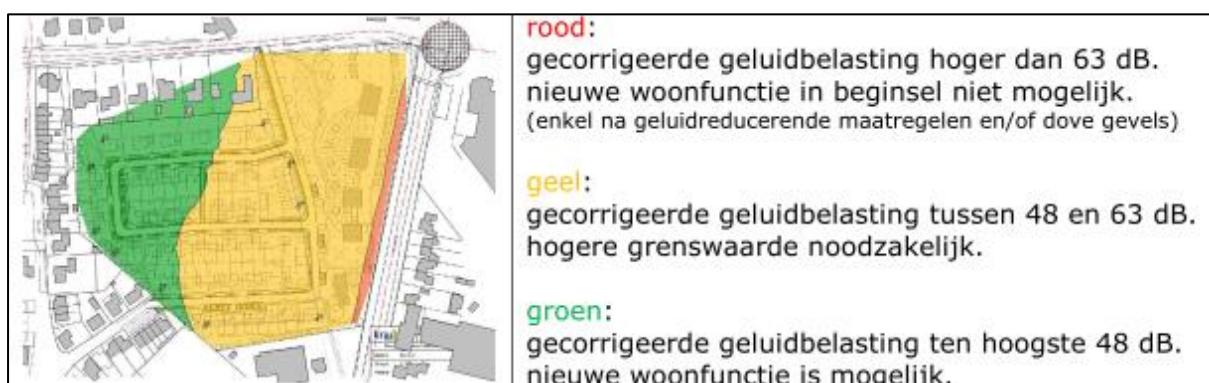 rood:
gecorrigeerde geluidbelasting hoger dan 63 dB.
nieuwe woonfunctie in beginsel niet mogelijk.
(enkel na geluidreducerende maatregelen en/of dove gevels)
geel:
gecorrigeerde geluidbelasting tussen 48 en 63 dB.
hogere grenswaarde noodzakelijk.
groen:
gecorrigeerde geluidbelasting ten hoogste 48 dB.
nieuwe woonfunctie is mogelijk.